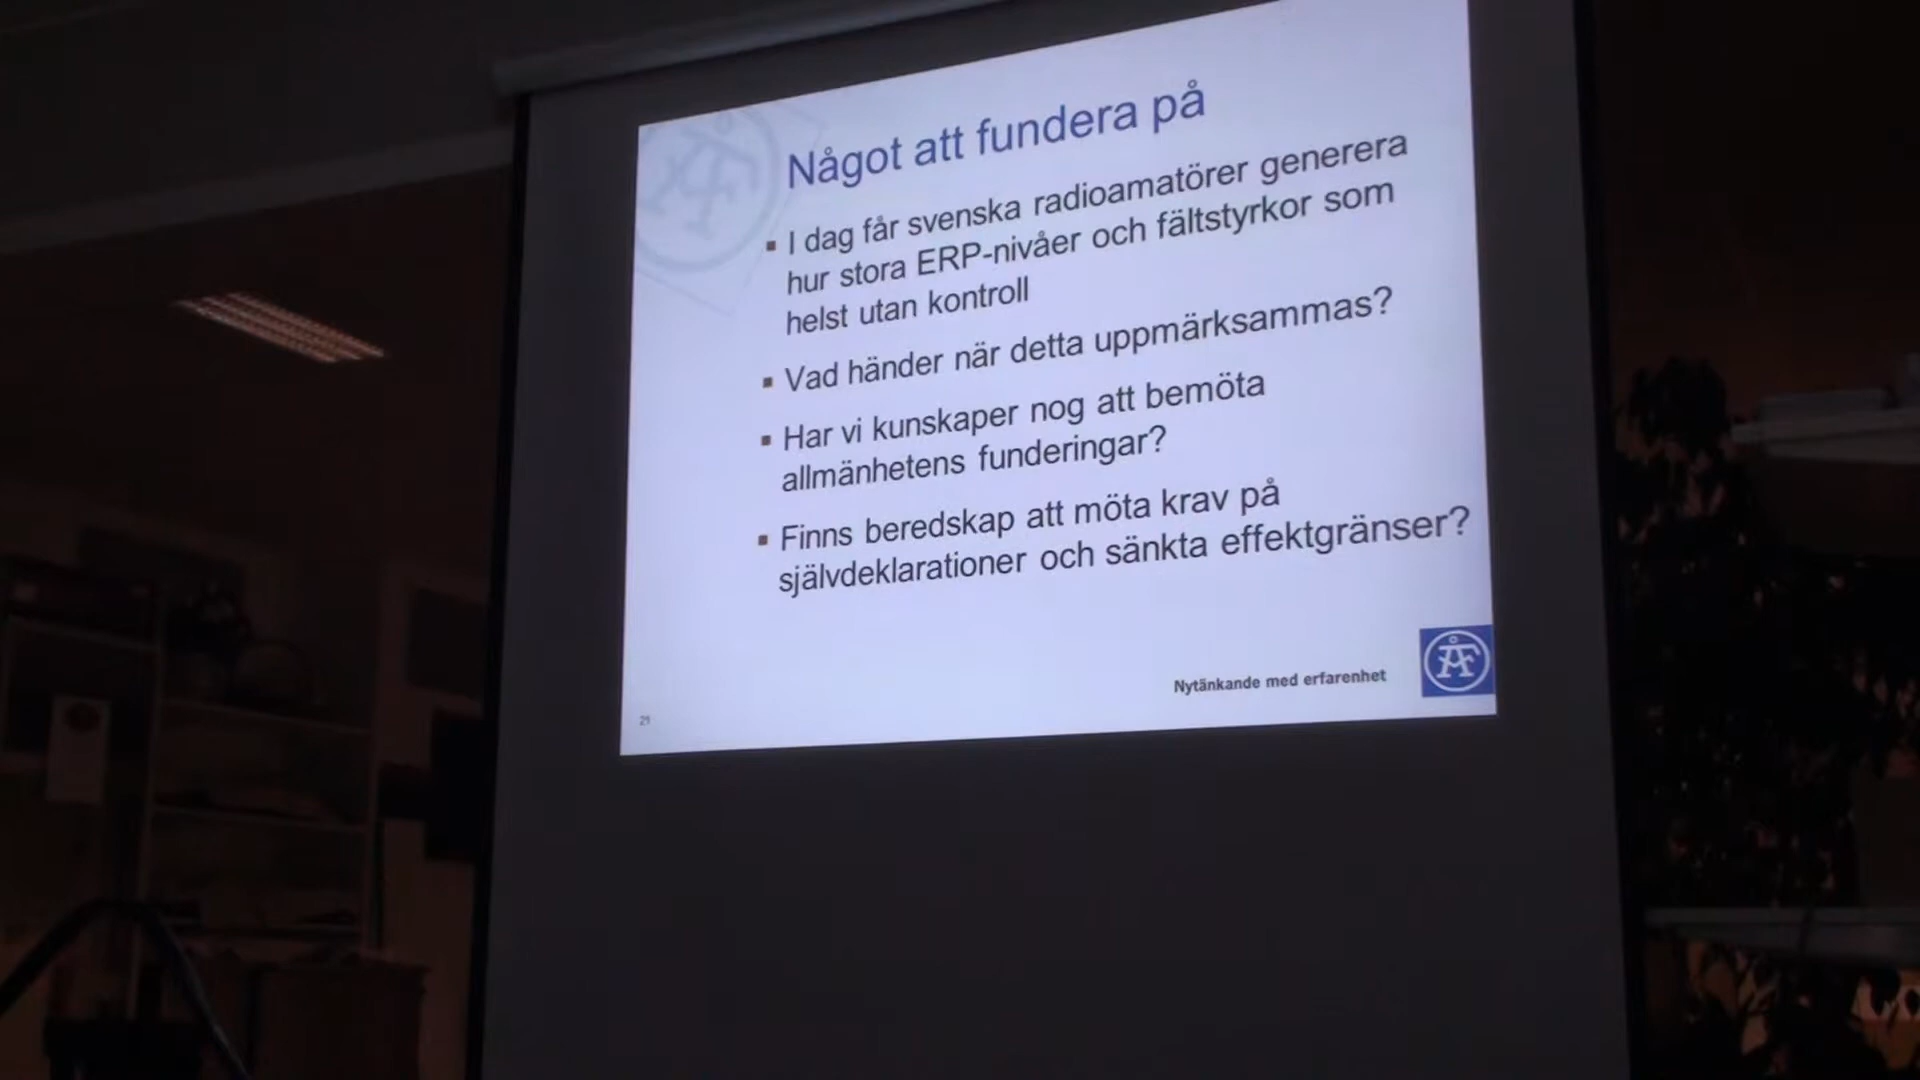 Något att fundera på
▪ I dag får svenska radioamatörer generera
hur stora ERP-nivåer och fältstyrkor som
helst utan kontroll
▪ Vad händer när detta uppmärksammas?
▪ Har vi kunskaper nog att bemöta
allmänhetens funderingar?
▪ Finns beredskap att möta krav på
självdeklarationer och sänkta effektgränser?
Nytänkande med erfarenhet
ÅF